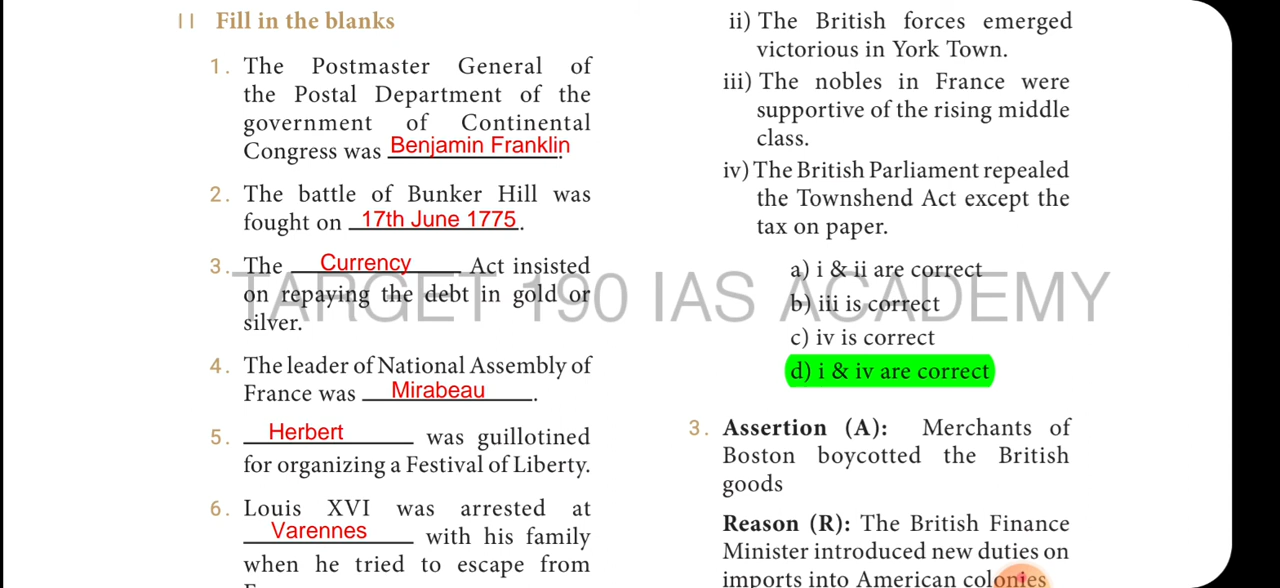 II Fill in the blanks
1. The Postmaster General of
the Postal Department of the
government of Continental
Congress was Benjamin Franklin.
2. The battle of Bunker Hill was
fought on 17th June 1775.
3. The Currency Act insisted
on repaying the debt in gold or
silver.
4. The leader of National Assembly of
France was Mirabeau.
5. Herbert was guillotined
for organizing a Festival of Liberty.
6. Louis XVI was arrested at
Varennes with his family
when he tried to escape from
ii) The British forces emerged
victorious in York Town.
iii) The nobles in France were
supportive of the rising middle
class.
iv) The British Parliament repealed
the Townshend Act except the
tax on paper.
a) i & ii are correct
b) iii is correct
c) iv is correct
d) i & iv are correct
3. Assertion (A): Merchants of
Boston boycotted the British
goods
Reason (R): The British Finance
Minister introduced new duties on
imports into American colonies
TARGET 190 IAS ACADEMY